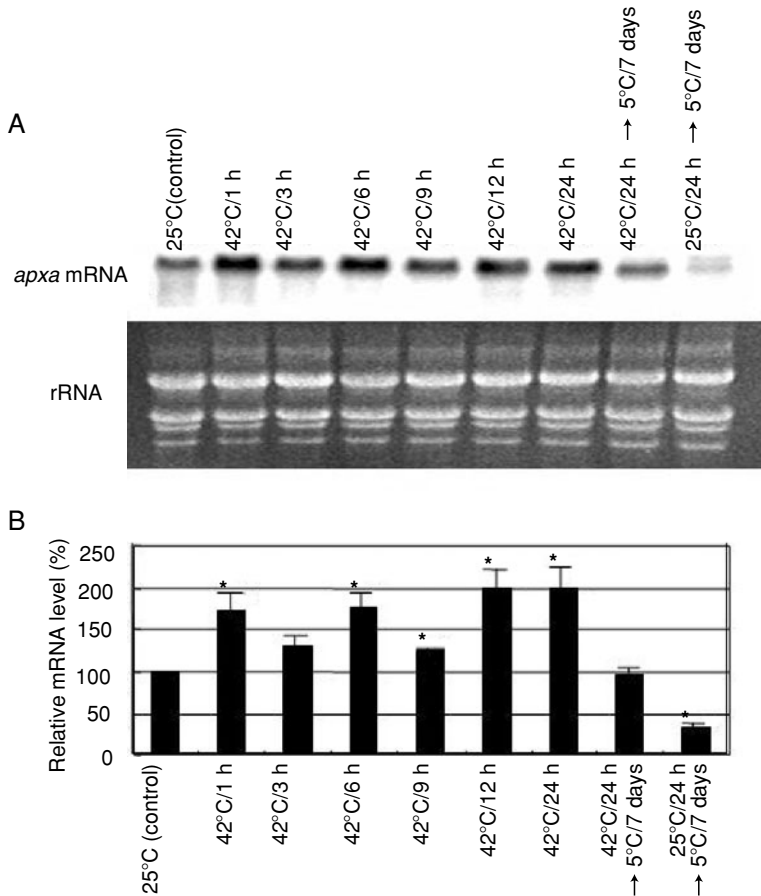 A
25°C(control)
42°C/1 h
42°C/3 h
42°C/6 h
42°C/9 h
42°C/12 h
42°C/24 h
42°C/24 h → 5°C/7 days
25°C/24 h → 5°C/7 days
apxa mRNA
rRNA
B
Relative mRNA level (%)
250
200
150
100
50
0
*
*
*
*
*
*
25°C (control)
42°C/1 h
42°C/3 h
42°C/6 h
42°C/9 h
42°C/12 h
42°C/24 h
42°C/24 h
→ 5°C/7 days
25°C/24 h
→ 5°C/7 days